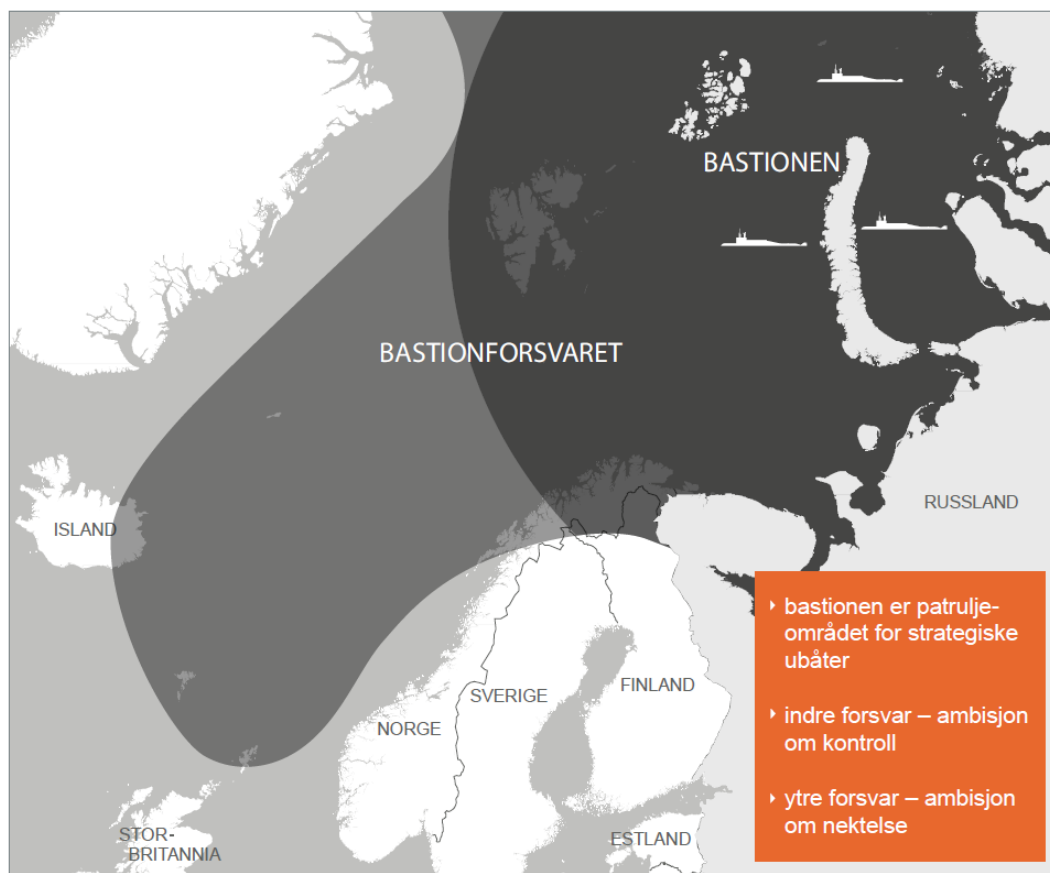 BASTIONEN
BASTIONFORSVARET
ISLAND
RUSSLAND
SVERIGE
FINLAND
NORGE
STOR-
BRITANNIA
ESTLAND
bastionen er patrulje-
området for strategiske
ubåter
indre forsvar – ambisjon
om kontroll
ytre forsvar – ambisjon
om nektelse